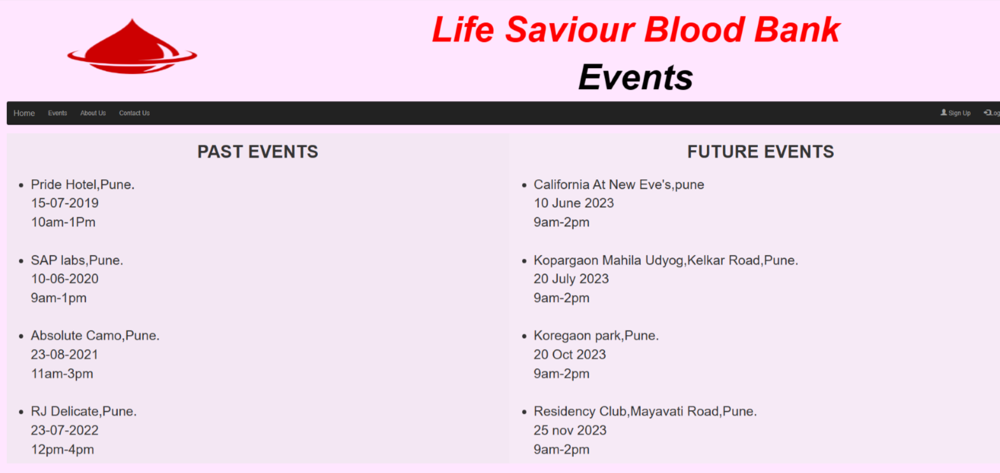 Life Saviour Blood Bank
Events
Home Events About Us Contact Us Sign Up Log
PAST EVENTS
Pride Hotel,Pune.
15-07-2019
10am-1Pm
SAP labs,Pune.
10-06-2020
9am-1pm
Absolute Camo,Pune.
23-08-2021
11am-3pm
RJ Delicate,Pune.
23-07-2022
12pm-4pm
FUTURE EVENTS
California At New Eve's,pune
10 June 2023
9am-2pm
Kopargaon Mahila Udyog,Kelkar Road,Pune.
20 July 2023
9am-2pm
Koregaon park,Pune.
20 Oct 2023
9am-2pm
Residency Club,Mayavati Road,Pune.
25 nov 2023
9am-2pm